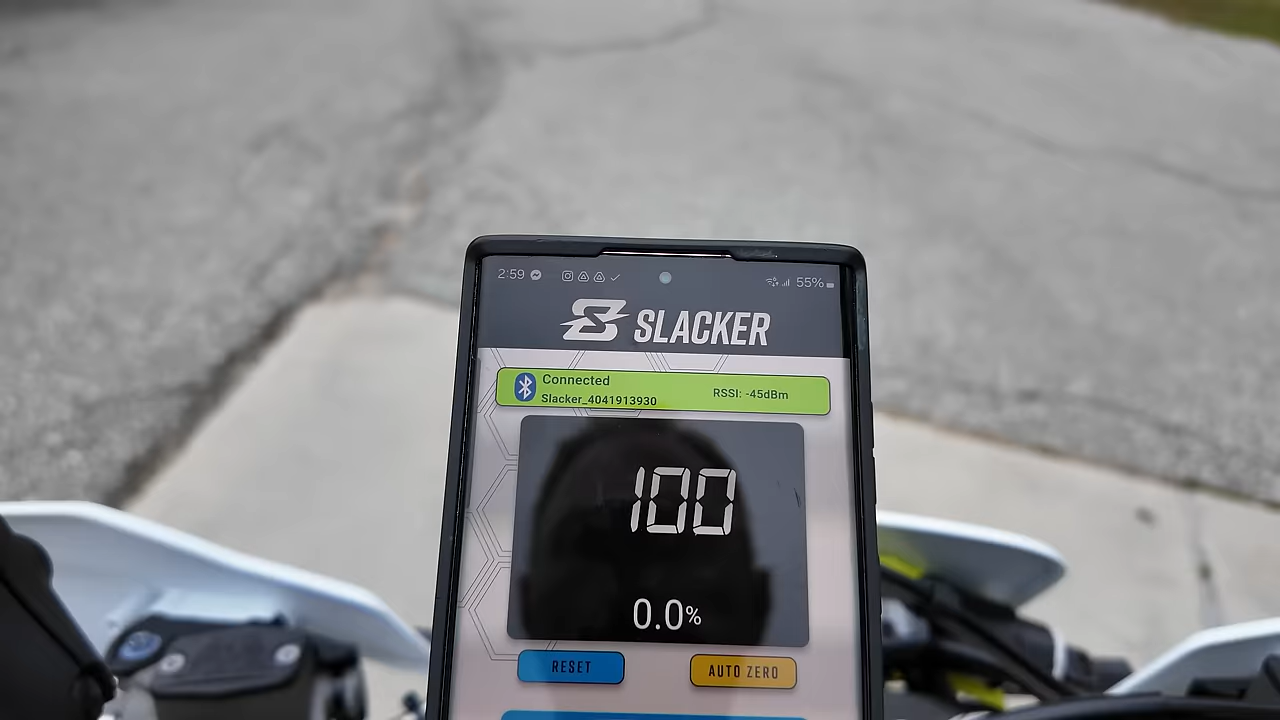 2:59 55%
SLACKER
Connected
Slacker_4041913930
RSSI: -45dBm
100
0.0%
RESET
AUTO ZERO